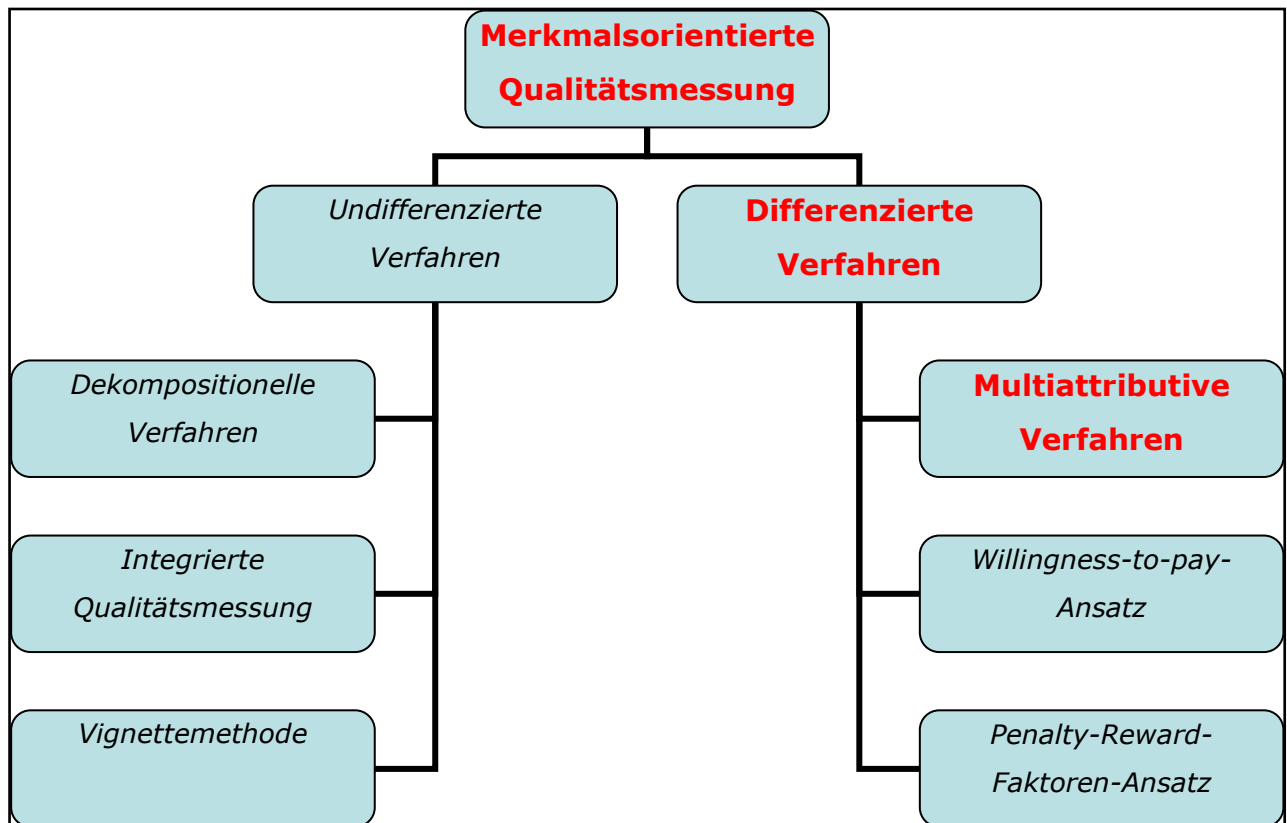 Merkmalsorientierte
Qualitätsmessung
Undifferenzierte
Verfahren
Differenzierte
Verfahren
Dekompositionelle
Verfahren
Multiattributive
Verfahren
Integrierte
Qualitätsmessung
Willingness-to-pay-
Ansatz
Vignettemethode
Penalty-Reward-
Faktoren-Ansatz